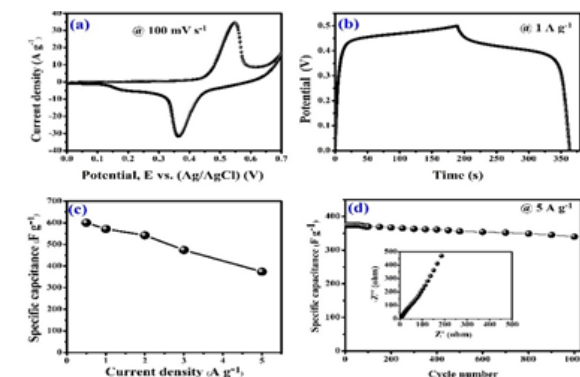 (a)
@ 100 mV s⁻¹
Current density (A g⁻¹)
40
30
20
10
0
-10
-20
-30
-40
0.0 0.1 0.2 0.3 0.4 0.5 0.6 0.7
Potential, E vs. (Ag/AgCl) (V)
(b)
@ 1 A g⁻¹
Potential (V)
0.5
0.4
0.3
0.2
0.1
0.0
0 50 100 150 200 250 300 350
Time (s)
(c)
Specific capcitance (F g⁻¹)
700
600
500
400
300
200
100
0
0 1 2 3 4 5
Current density (A g⁻¹)
(d)
@ 5 A g⁻¹
Specific capacitance (F g⁻¹)
300
200
100
0
0 200 400 600 800 1000
Cycle number
-Z'' (ohm)
500
400
300
200
100
0
0 100 200 300 400 500
Z' (ohm)